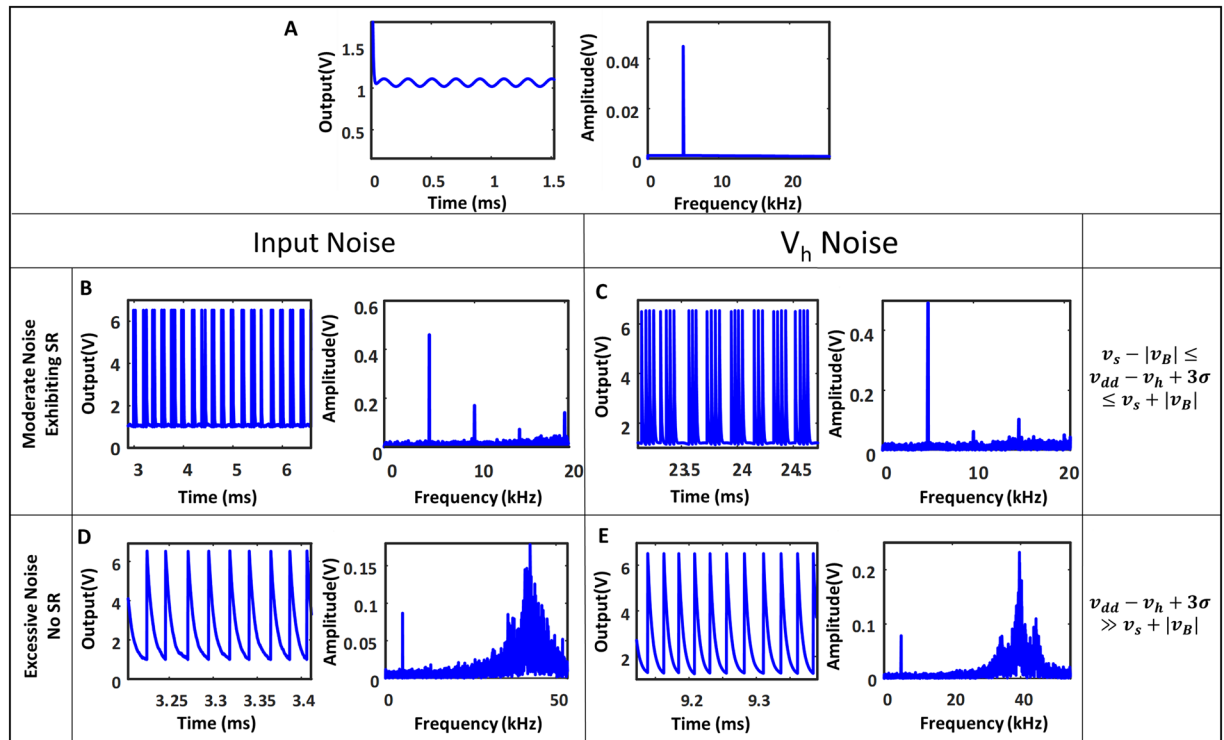 A
Output(V)
1.5
1
0.5
0 0.5 1 1.5
Time (ms)
Amplitude(V)
0.04
0.02
0
0 10 20
Frequency (kHz)
Input Noise
V_h Noise
Moderate Noise
Exhibiting SR
B
Output(V)
6
4
2
0
3 4 5 6
Time (ms)
Amplitude(V)
0.6
0.4
0.2
0
0 10 20
Frequency (kHz)
C
Output(V)
6
4
2
23.5 24 24.5
Time (ms)
Amplitude(V)
0.4
0.2
0
0 10 20
Frequency (kHz)
v_s − |v_B| ≤
v_dd − v_h + 3σ
≤ v_s + |v_B|
Excessive Noise
No SR
D
Output(V)
6
4
2
0
3.25 3.3 3.35 3.4
Time (ms)
Amplitude(V)
0.15
0.1
0.05
0
0 50
Frequency (kHz)
E
Output(V)
6
4
2
9.2 9.3
Time (ms)
Amplitude(V)
0.2
0.1
0
0 20 40
Frequency (kHz)
v_dd − v_h + 3σ
≫ v_s + |v_B|